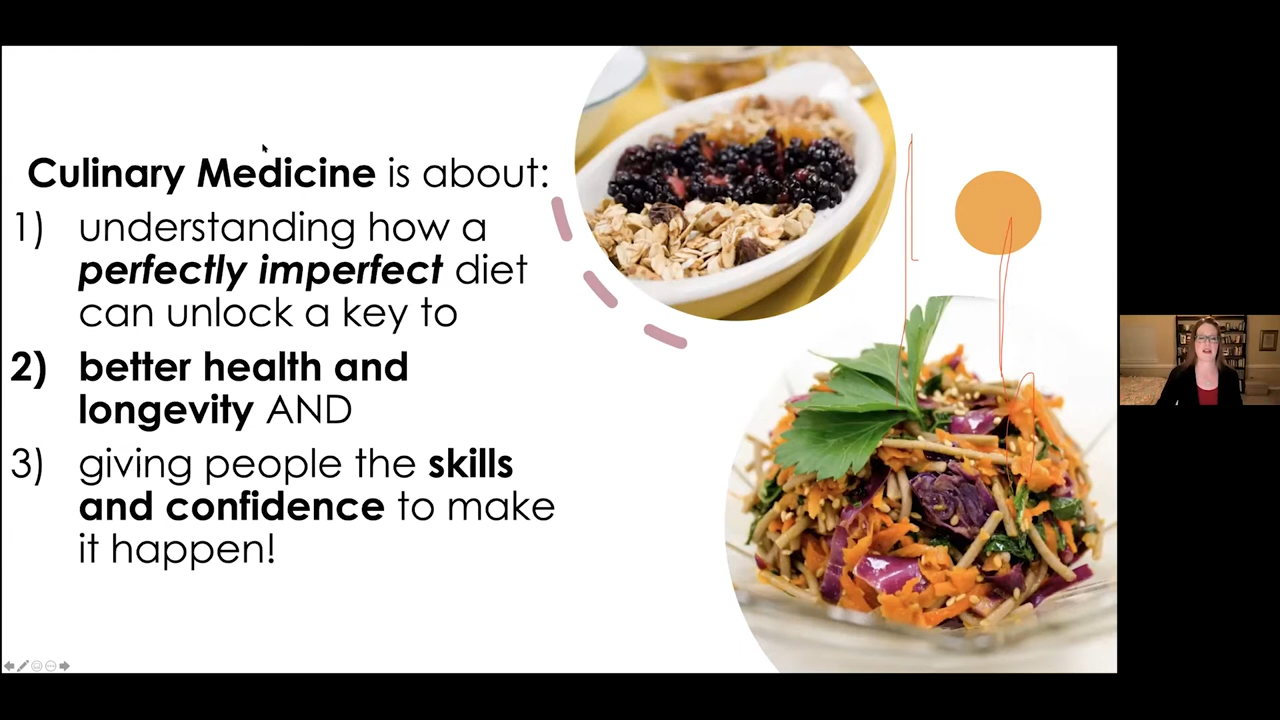 Culinary Medicine is about:
1) understanding how a
perfectly imperfect diet
can unlock a key to
2) better health and
longevity AND
3) giving people the skills
and confidence to make
it happen!